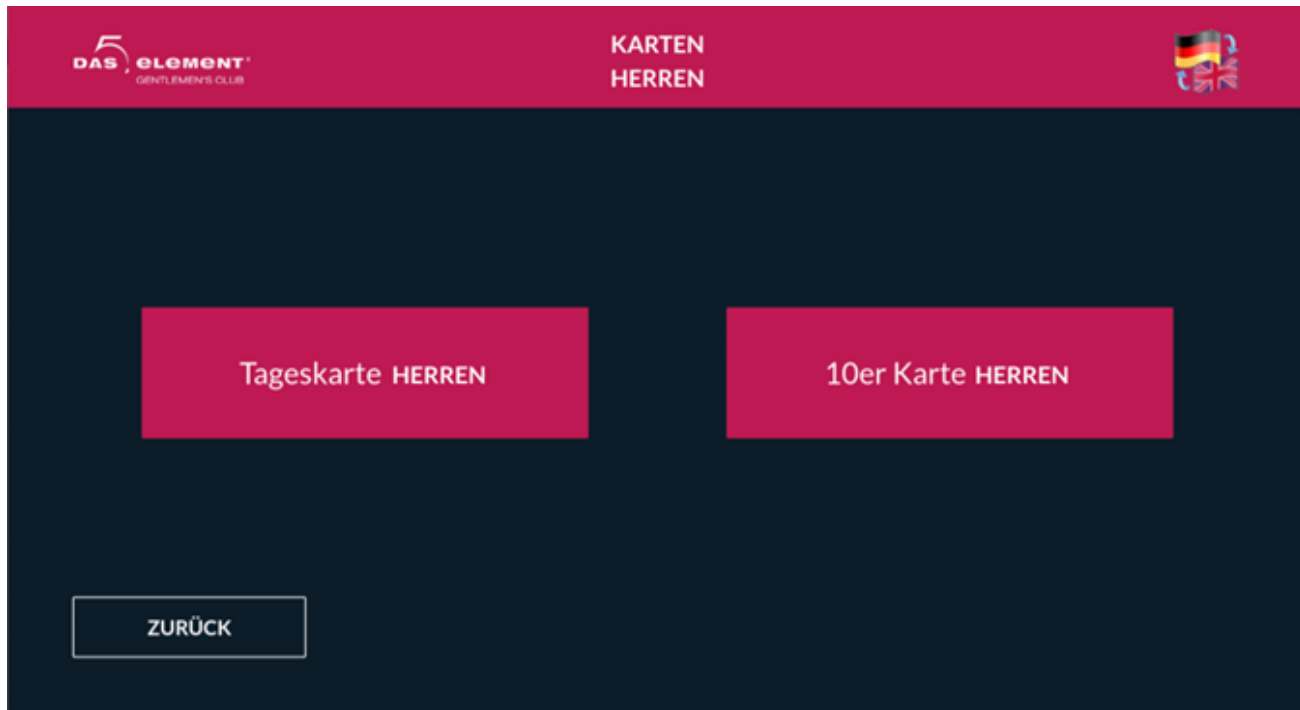 DAS 5 eLement
GENTLEMEN'S CLUB
KARTEN
HERREN
Tageskarte HERREN
10er Karte HERREN
ZURÜCK